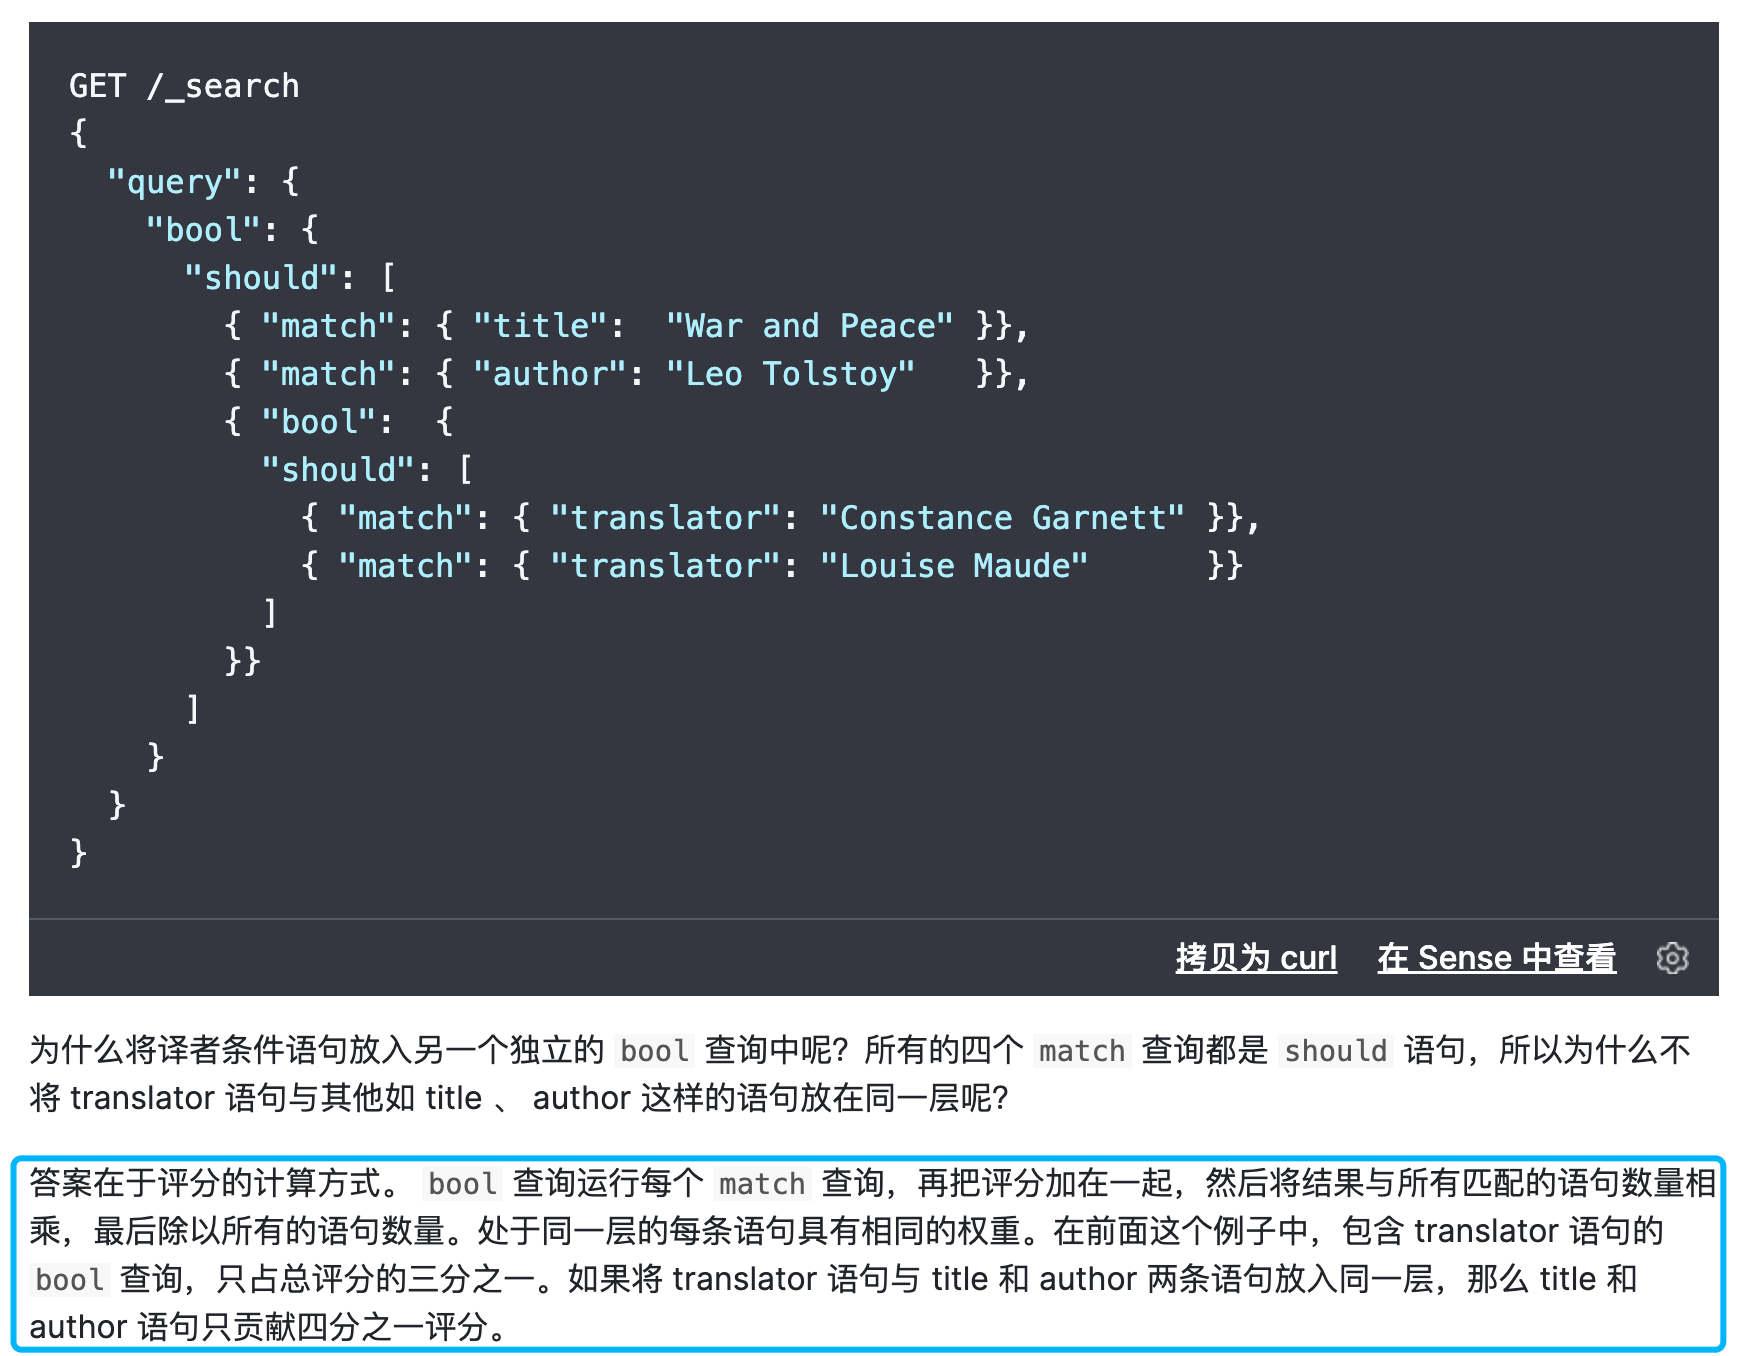 GET /_search
{
  "query": {
    "bool": {
      "should": [
        { "match": { "title":  "War and Peace" }},
        { "match": { "author": "Leo Tolstoy"   }},
        { "bool":  {
          "should": [
            { "match": { "translator": "Constance Garnett" }},
            { "match": { "translator": "Louise Maude"      }}
          ]
        }}
      ]
    }
  }
}
拷贝为 curl 在 Sense 中查看
为什么将译者条件语句放入另一个独立的 bool 查询中呢？所有的四个 match 查询都是 should 语句，所以为什么不
将 translator 语句与其他如 title 、 author 这样的语句放在同一层呢？
答案在于评分的计算方式。 bool 查询运行每个 match 查询，再把评分加在一起，然后将结果与所有匹配的语句数量相
乘，最后除以所有的语句数量。处于同一层的每条语句具有相同的权重。在前面这个例子中，包含 translator 语句的
bool 查询，只占总评分的三分之一。如果将 translator 语句与 title 和 author 两条语句放入同一层，那么 title 和
author 语句只贡献四分之一评分。